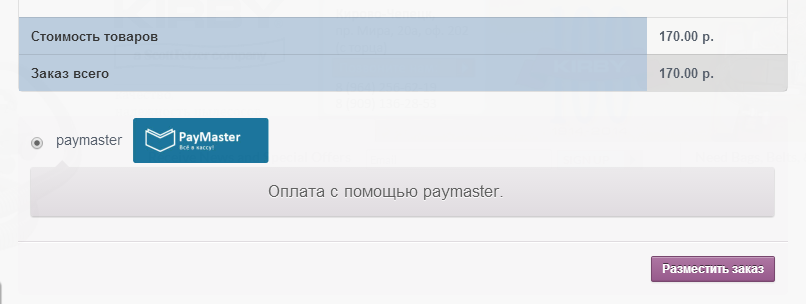 Стоимость товаров 170.00 р.
Заказ всего 170.00 р.
paymaster PayMaster
Всё в кассу!
Оплата с помощью paymaster.
Разместить заказ